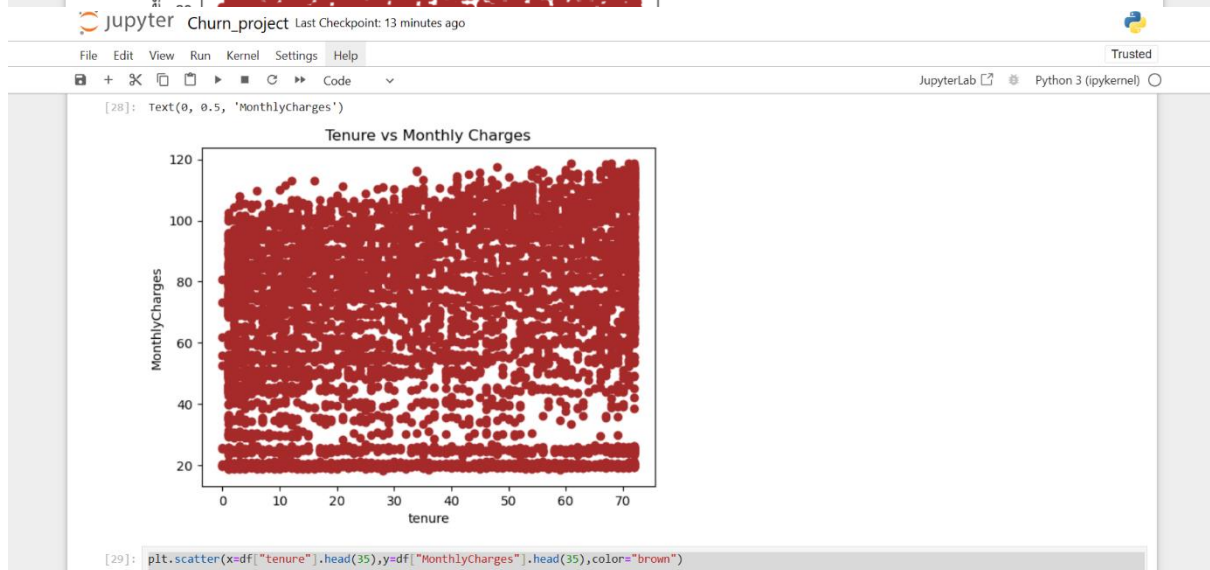 jupyter Churn_project Last Checkpoint: 13 minutes ago
File Edit View Run Kernel Settings Help Trusted
Code JupyterLab Python 3 (ipykernel)
[28]: Text(0, 0.5, 'MonthlyCharges')
Tenure vs Monthly Charges
120
100
80
60
40
20
MonthlyCharges
0 10 20 30 40 50 60 70
tenure
[29]: plt.scatter(x=df["tenure"].head(35),y=df["MonthlyCharges"].head(35),color="brown")